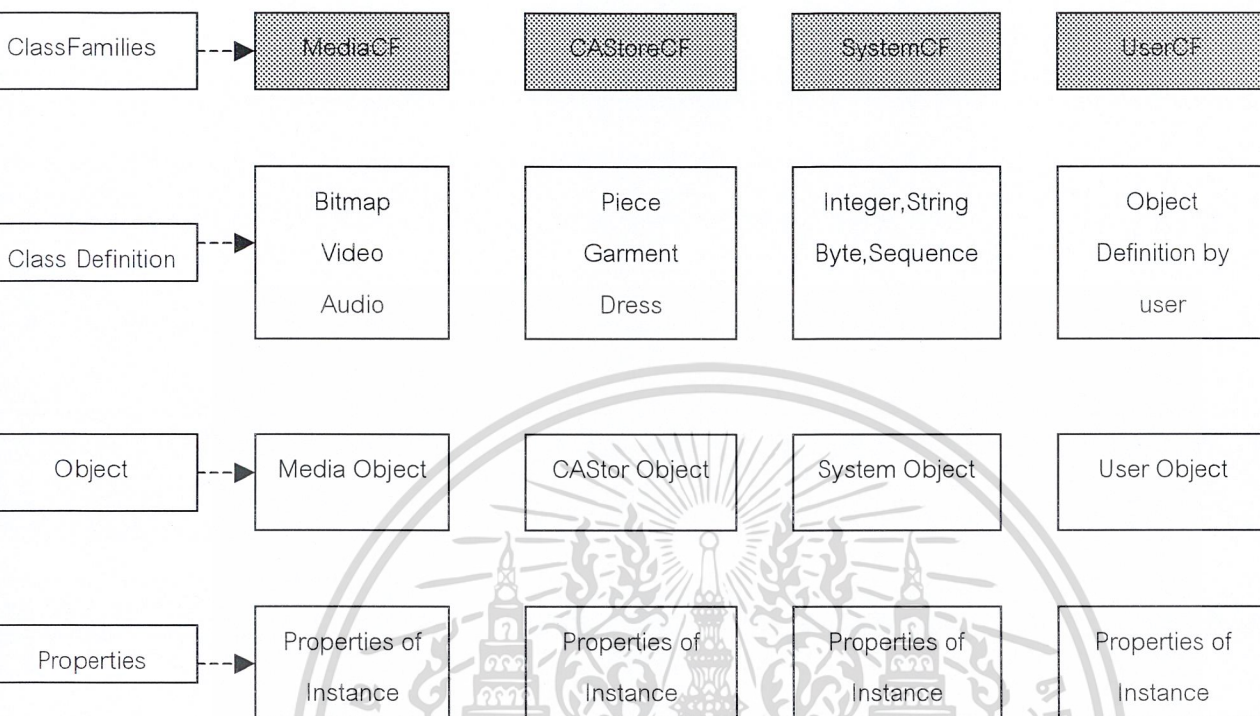 ClassFamilies
MediaCF
CAStoreCF
SystemCF
UserCF
Class Definition
Bitmap
Video
Audio
Piece
Garment
Dress
Integer,String
Byte,Sequence
Object
Definition by
user
Object
Media Object
CAStor Object
System Object
User Object
Properties
Properties of
Instance
Properties of
Instance
Properties of
Instance
Properties of
Instance